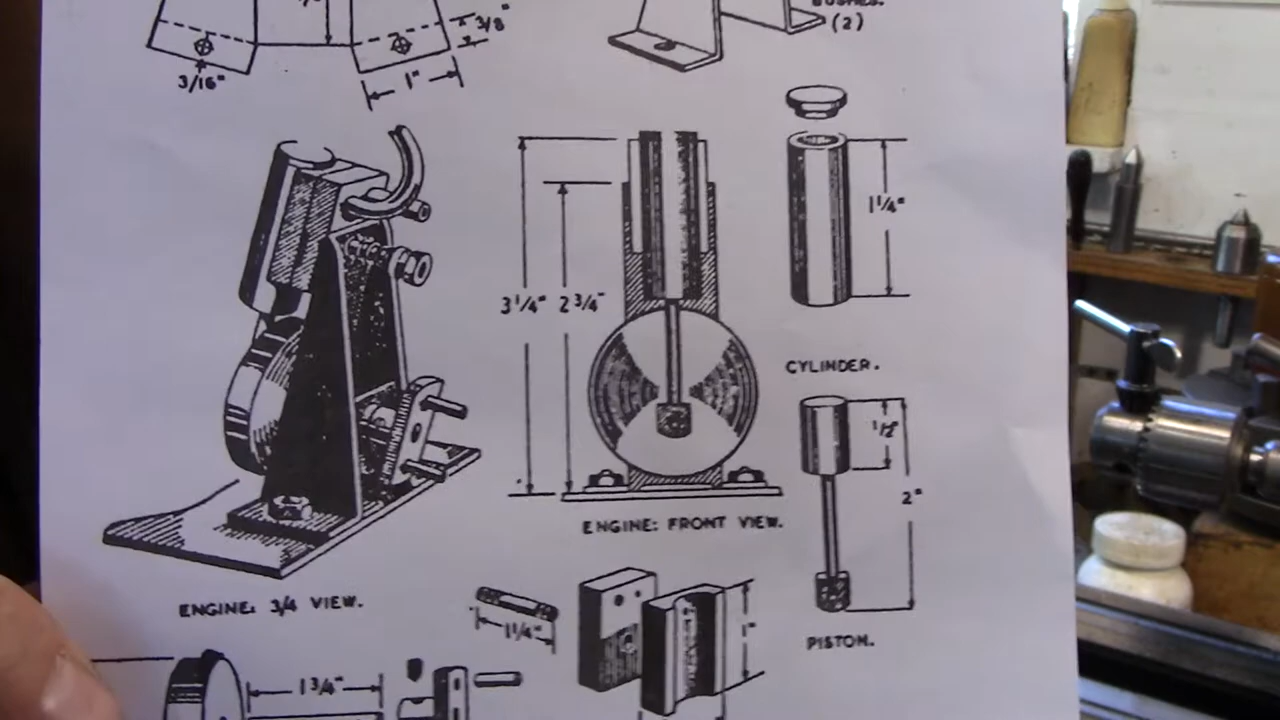 3/8"
BUSHES.
(2)
3/16"
1"
1¼"
3¼"
2¾"
CYLINDER.
½"
2"
ENGINE: FRONT VIEW.
ENGINE: 3/4 VIEW.
1¼"
1"
PISTON.
1¾"